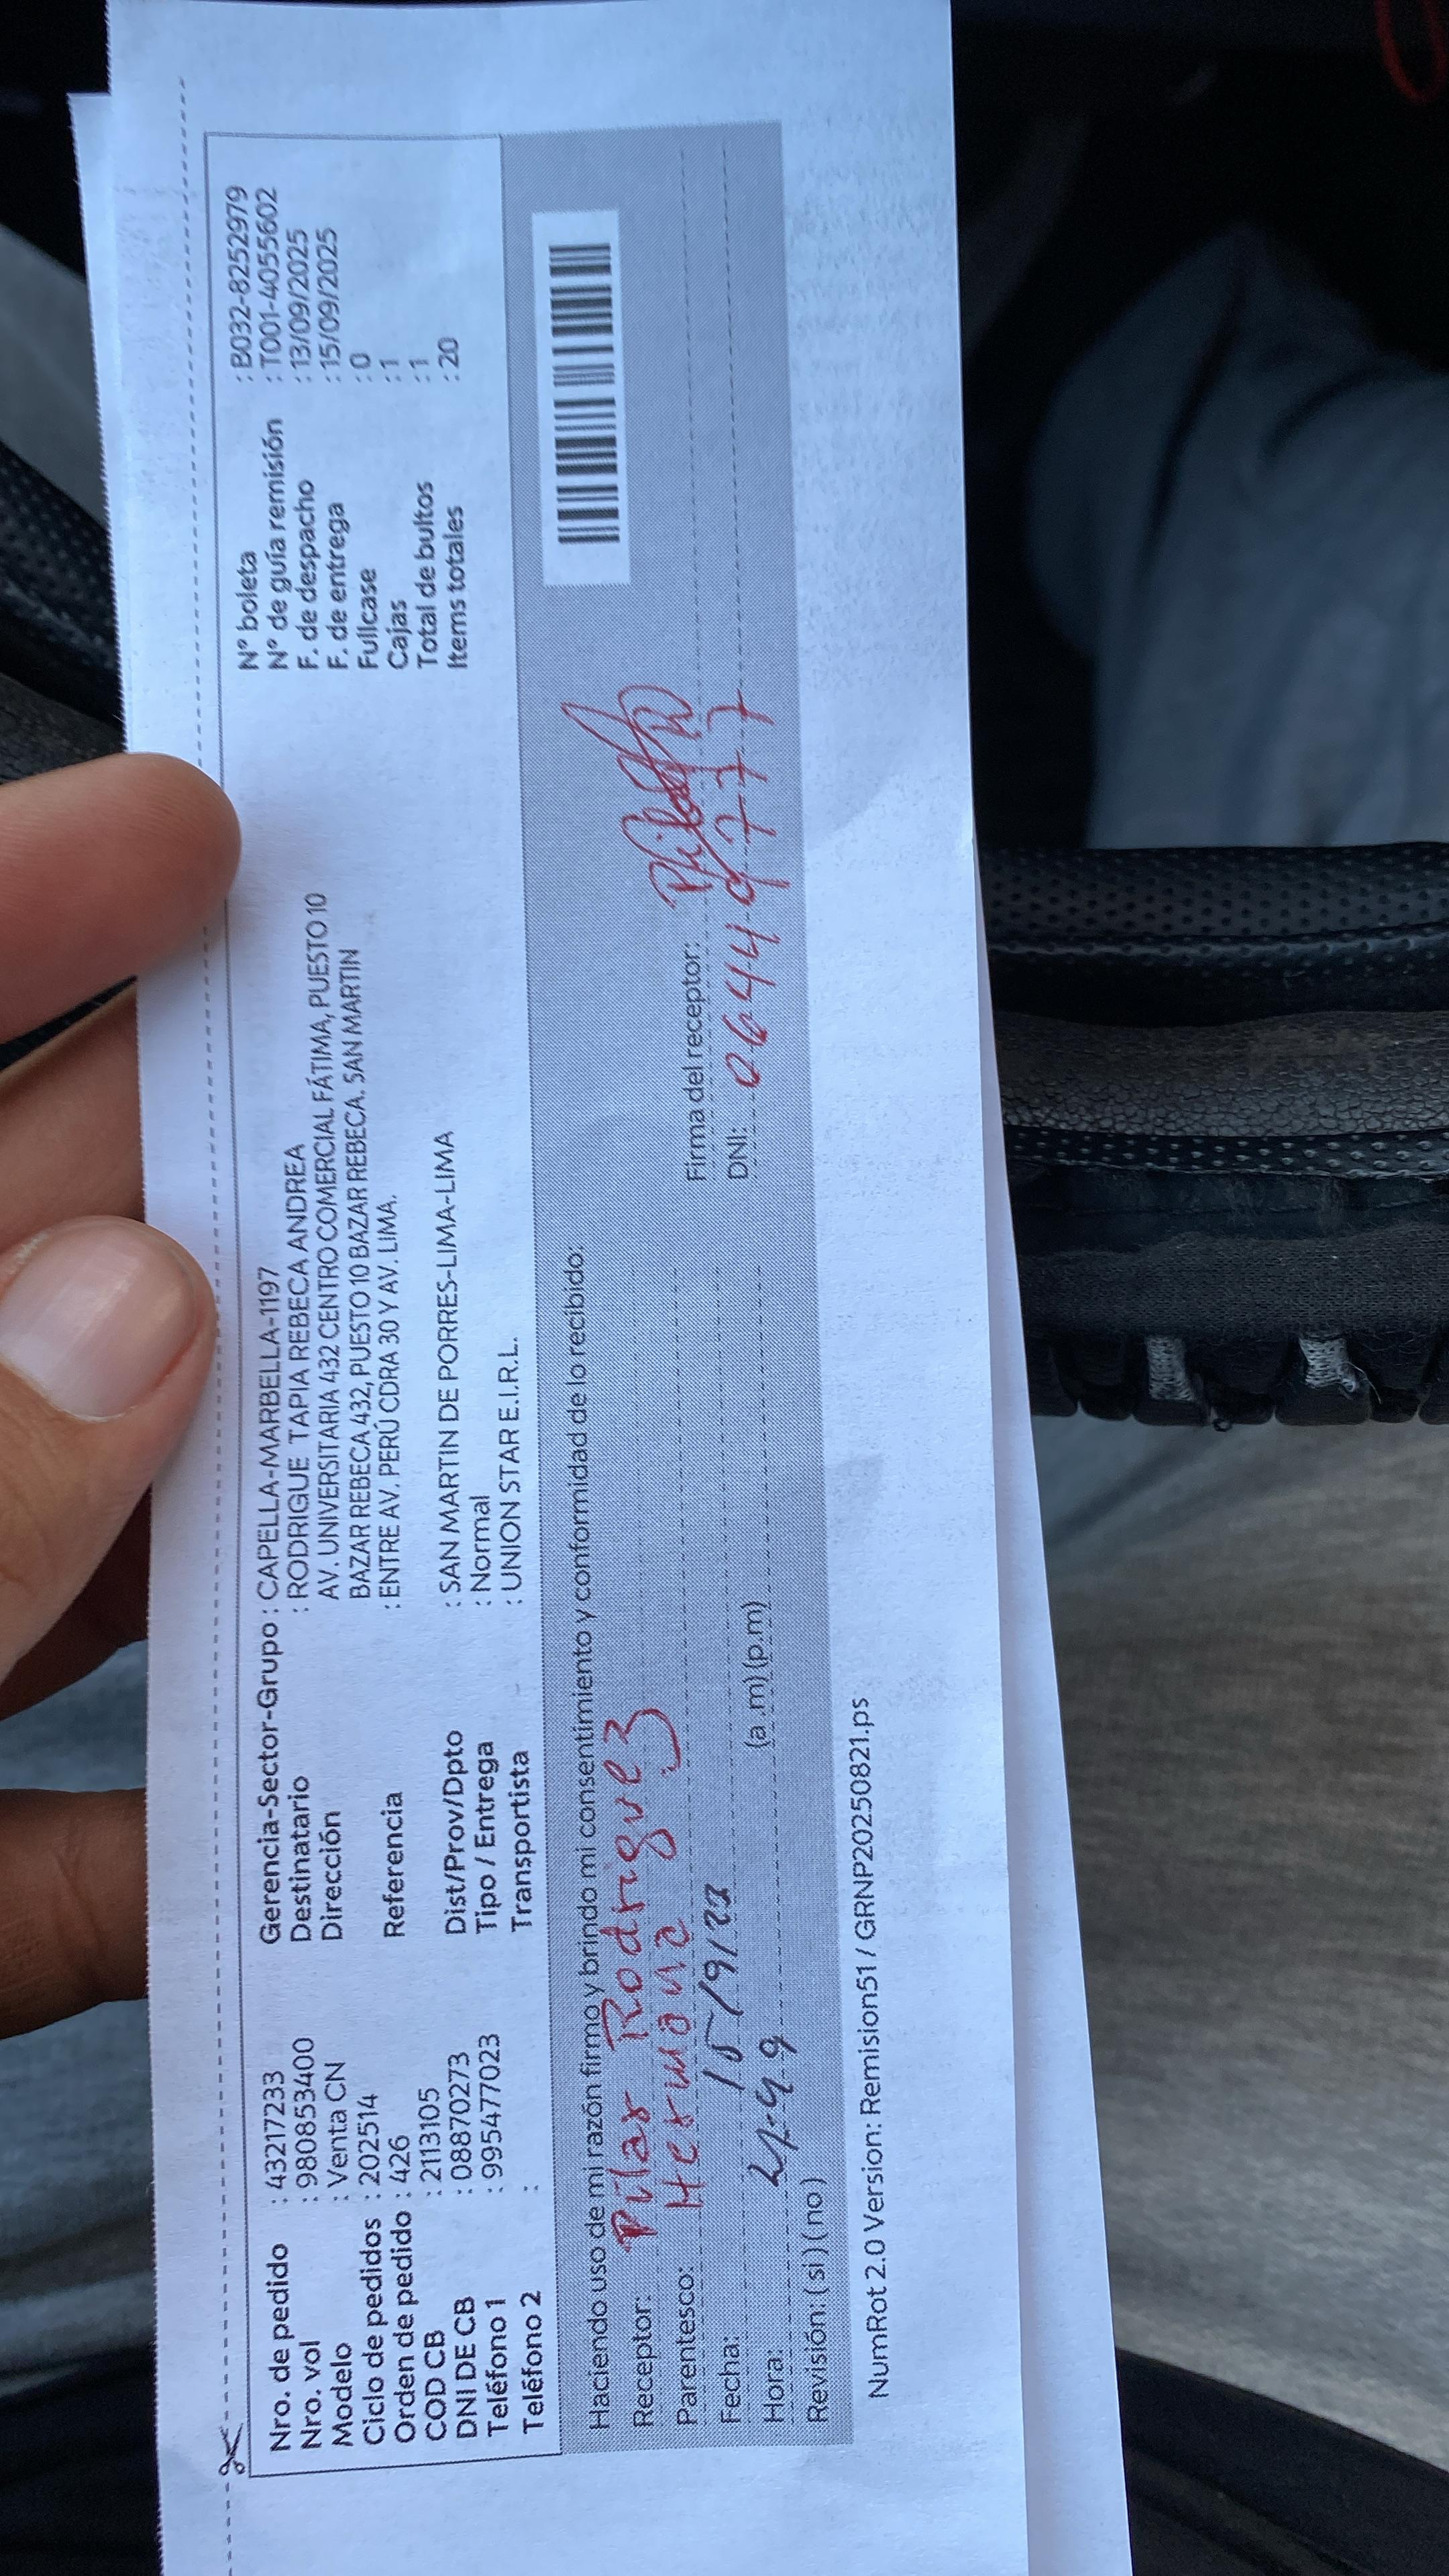 Nro. de pedido : 43217233
Nro. vol : 980853400
Modelo : Venta CN
Ciclo de pedidos : 202514
Orden de pedido : 426
COD CB : 2113105
DNI DE CB : 08870273
Teléfono 1 : 995477023
Teléfono 2 :
Gerencia-Sector-Grupo : CAPELLA-MARBELLA-1197
Destinatario : RODRIGUE TAPIA REBECA ANDREA
Dirección AV. UNIVERSITARIA 432 CENTRO COMERCIAL FÁTIMA, PUESTO 10
BAZAR REBECA 432, PUESTO 10 BAZAR REBECA. SAN MARTIN
Referencia : ENTRE AV. PERÚ CDRA 30 Y AV. LIMA.
Dist/Prov/Dpto : SAN MARTIN DE PORRES-LIMA-LIMA
Tipo / Entrega : Normal
Transportista : UNION STAR E.I.R.L.
N° boleta : B032-8252979
N° de guía remisión : T001-4055602
F. de despacho : 13/09/2025
F. de entrega : 15/09/2025
Fullcase : 0
Cajas : 1
Total de bultos : 1
Items totales : 20
Haciendo uso de mi razón firmo y brindo mi consentimiento y conformidad de lo recibido:
Receptor: Pilar Rodriguez
Parentesco: Hermana
Firma del receptor:
Fecha: 15/9/
DNI:
Hora: (a.m) (p.m)
Revisión: ( si ) ( no )
NumRot 2.0 Version: Remision51 / GRNP20250821.ps